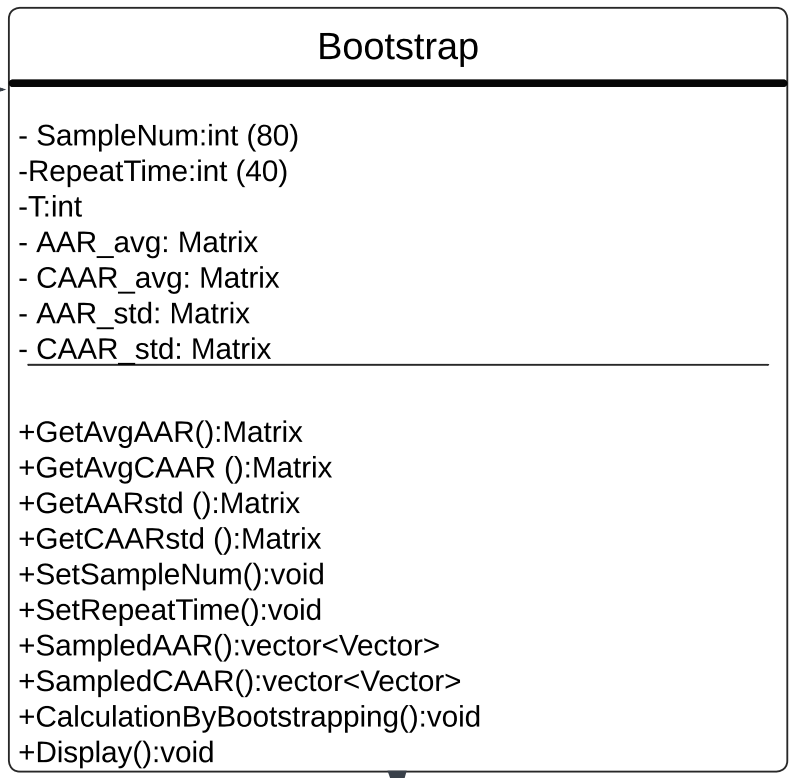 Bootstrap
- SampleNum:int (80)
-RepeatTime:int (40)
-T:int
- AAR_avg: Matrix
- CAAR_avg: Matrix
- AAR_std: Matrix
- CAAR_std: Matrix
+GetAvgAAR():Matrix
+GetAvgCAAR ():Matrix
+GetAARstd ():Matrix
+GetCAARstd ():Matrix
+SetSampleNum():void
+SetRepeatTime():void
+SampledAAR():vector<Vector>
+SampledCAAR():vector<Vector>
+CalculationByBootstrapping():void
+Display():void